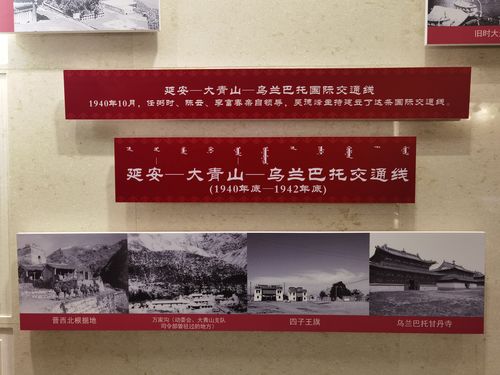 旧时大
延安—大青山—乌兰巴托国际交通线
1940年10月，任弼时、陈云、李富春亲自领导，吴德峰主持建立了这条国际交通线。
延安—大青山—乌兰巴托交通线
(1940年底—1942年底)
晋西北根据地
万家沟（动委会、大青山支队
司令部曾驻过的地方）
四子王旗
乌兰巴托甘丹寺